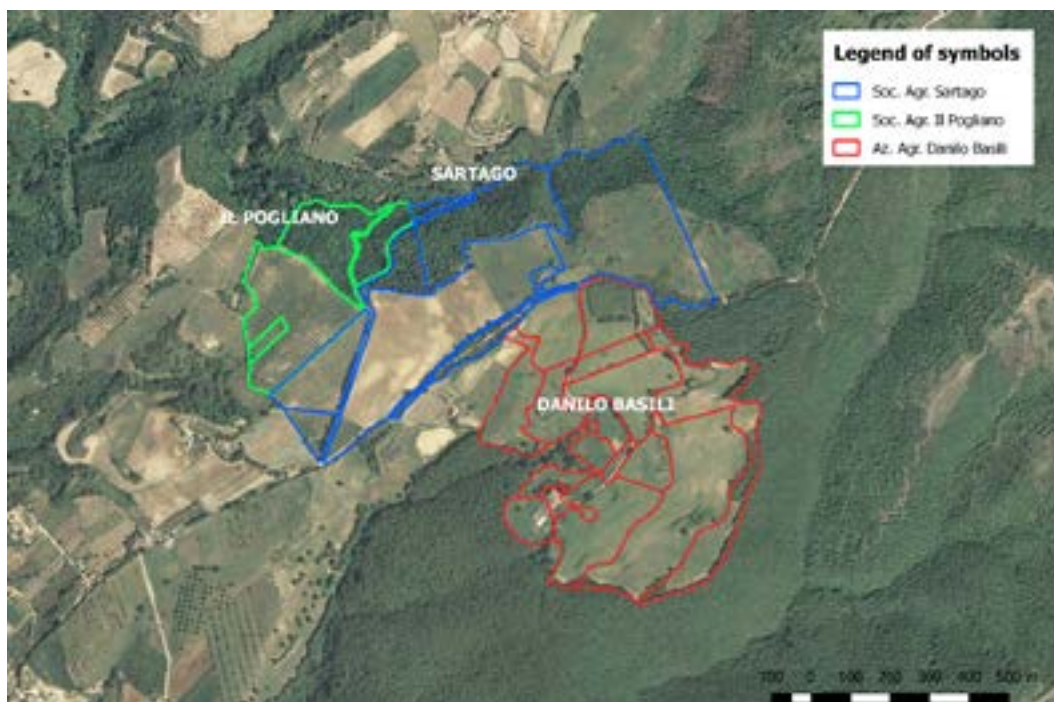 Legend of symbols
Soc. Agr. Sartago
Soc. Agr. Il Pogliano
Az. Agr. Danilo Basili
SARTAGO
IL POGLIANO
DANILO BASILI
100 0 100 200 300 400 500 m